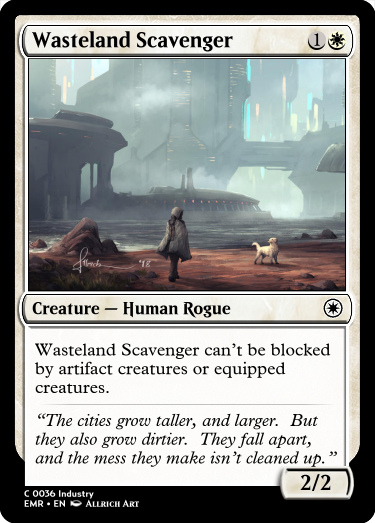 Wasteland Scavenger 1
Creature — Human Rogue
Wasteland Scavenger can't be blocked
by artifact creatures or equipped
creatures.
“The cities grow taller, and larger.  But
they also grow dirtier.  They fall apart,
and the mess they make isn't cleaned up.”
2/2
C 0036 Industry
EMR • EN Allrich Art